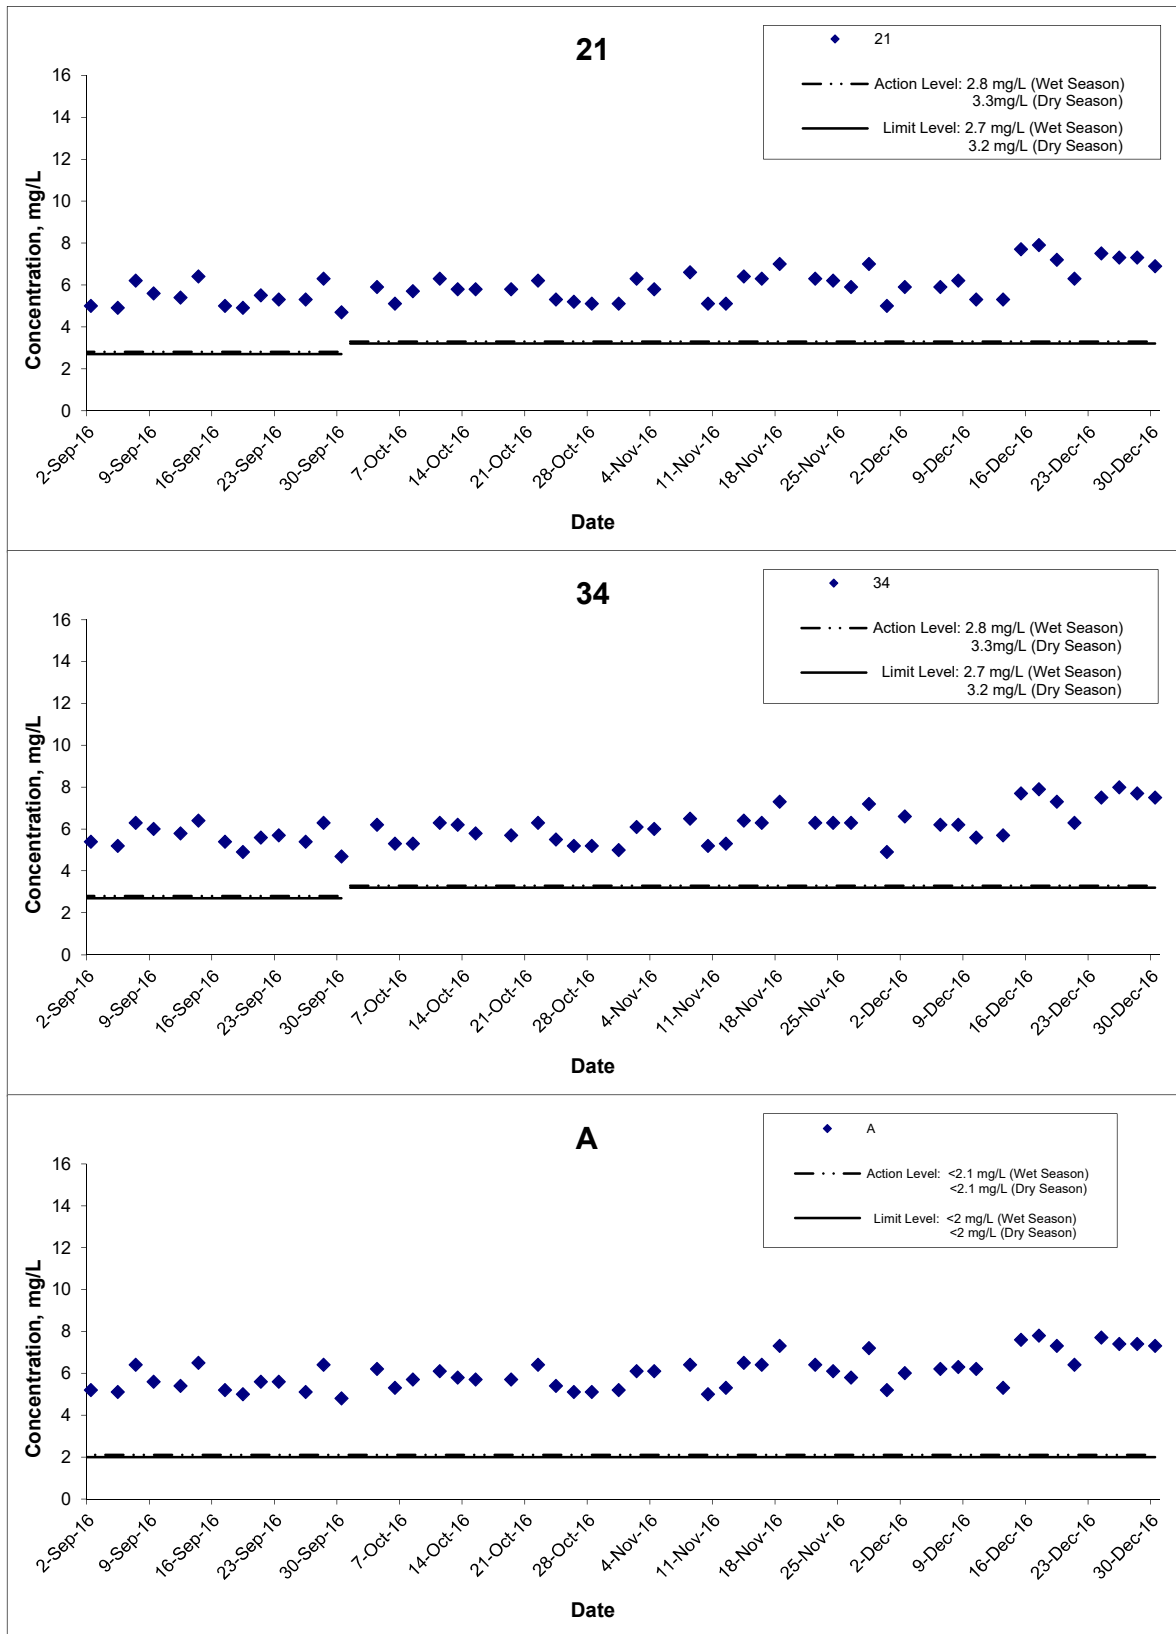 21
21
Action Level: 2.8 mg/L (Wet Season)
3.3mg/L (Dry Season)
Limit Level: 2.7 mg/L (Wet Season)
3.2 mg/L (Dry Season)
Concentration, mg/L
16
14
12
10
8
6
4
2
0
2-Sep-16
9-Sep-16
16-Sep-16
23-Sep-16
30-Sep-16
7-Oct-16
14-Oct-16
21-Oct-16
28-Oct-16
4-Nov-16
11-Nov-16
18-Nov-16
25-Nov-16
2-Dec-16
9-Dec-16
16-Dec-16
23-Dec-16
30-Dec-16
Date
34
34
Action Level: 2.8 mg/L (Wet Season)
3.3mg/L (Dry Season)
Limit Level: 2.7 mg/L (Wet Season)
3.2 mg/L (Dry Season)
Concentration, mg/L
16
14
12
10
8
6
4
2
0
2-Sep-16
9-Sep-16
16-Sep-16
23-Sep-16
30-Sep-16
7-Oct-16
14-Oct-16
21-Oct-16
28-Oct-16
4-Nov-16
11-Nov-16
18-Nov-16
25-Nov-16
2-Dec-16
9-Dec-16
16-Dec-16
23-Dec-16
30-Dec-16
Date
A
A
Action Level: <2.1 mg/L (Wet Season)
<2.1 mg/L (Dry Season)
Limit Level: <2 mg/L (Wet Season)
<2 mg/L (Dry Season)
Concentration, mg/L
16
14
12
10
8
6
4
2
0
2-Sep-16
9-Sep-16
16-Sep-16
23-Sep-16
30-Sep-16
7-Oct-16
14-Oct-16
21-Oct-16
28-Oct-16
4-Nov-16
11-Nov-16
18-Nov-16
25-Nov-16
2-Dec-16
9-Dec-16
16-Dec-16
23-Dec-16
30-Dec-16
Date